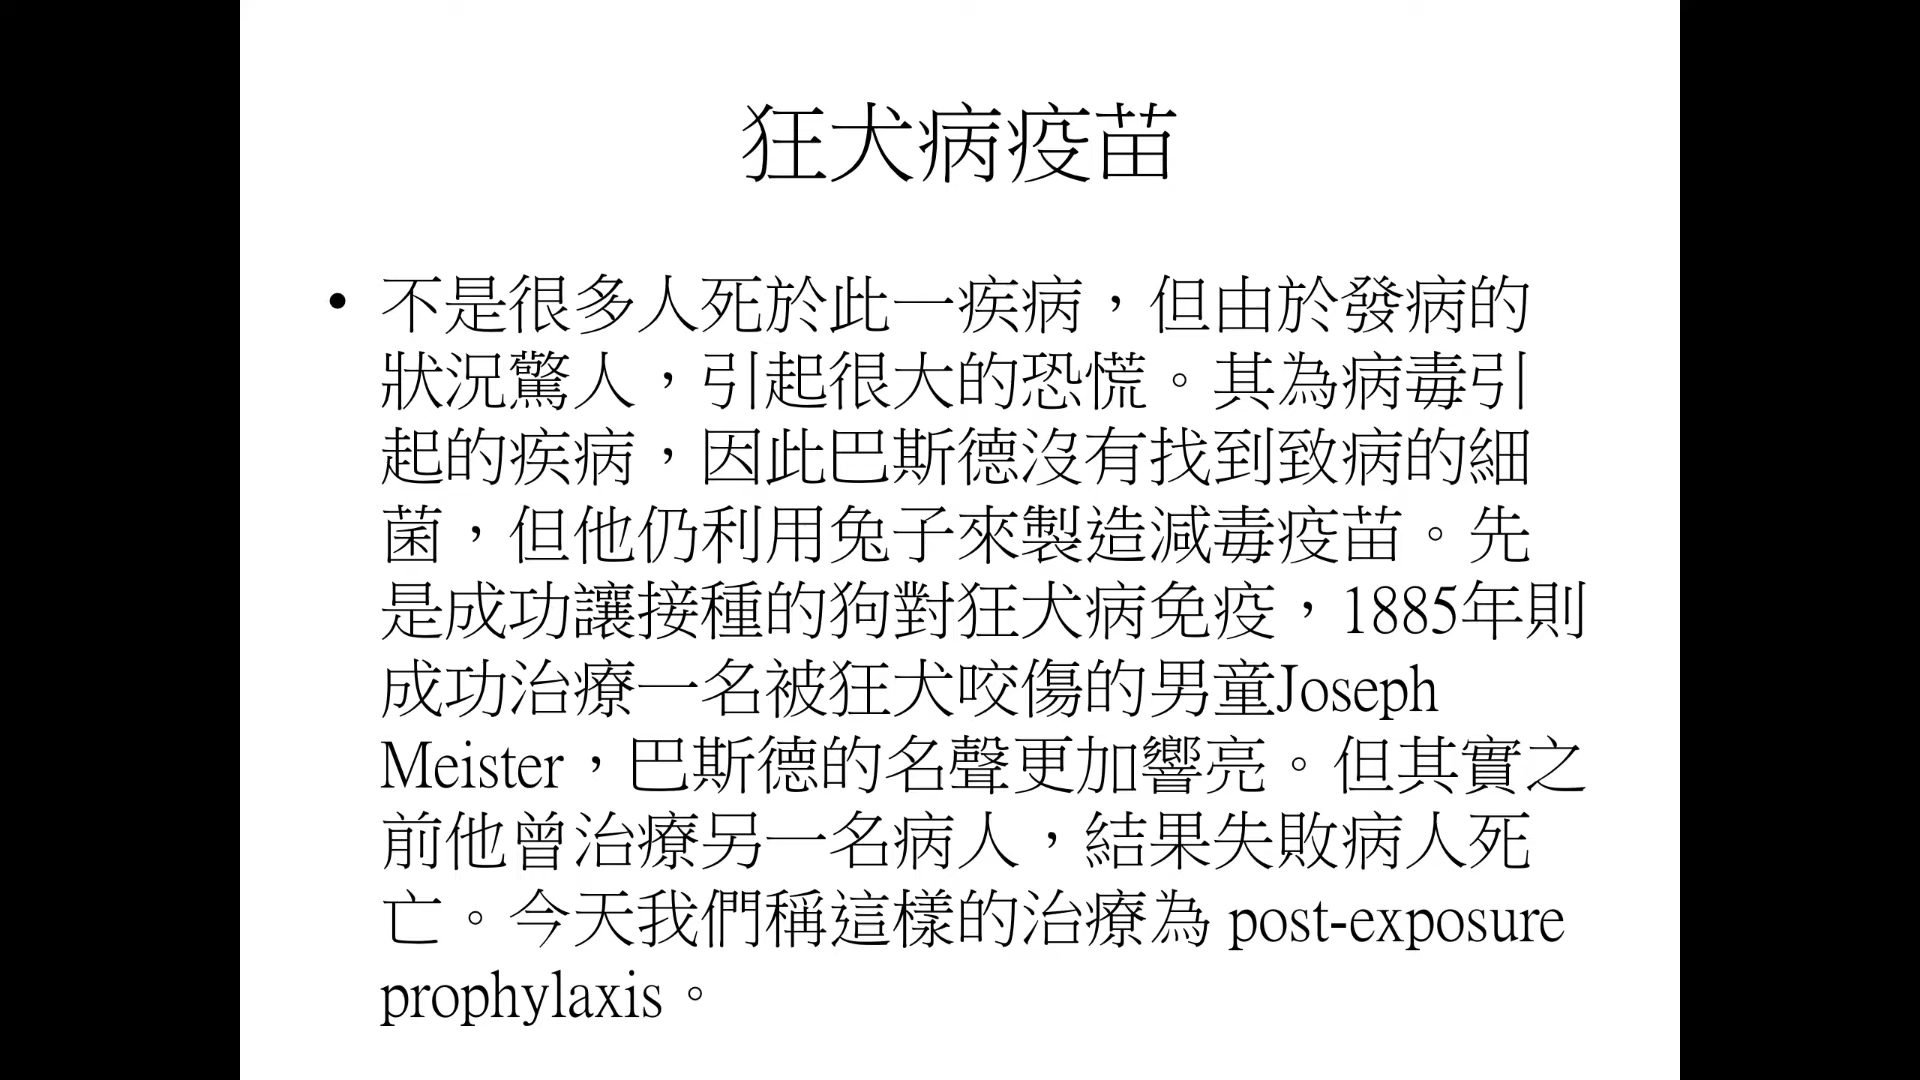 狂犬病疫苗
• 不是很多人死於此一疾病，但由於發病的
狀況驚人，引起很大的恐慌。其為病毒引
起的疾病，因此巴斯德沒有找到致病的細
菌，但他仍利用兔子來製造減毒疫苗。先
是成功讓接種的狗對狂犬病免疫，1885年則
成功治療一名被狂犬咬傷的男童Joseph
Meister，巴斯德的名聲更加響亮。但其實之
前他曾治療另一名病人，結果失敗病人死
亡。今天我們稱這樣的治療為 post-exposure
prophylaxis。